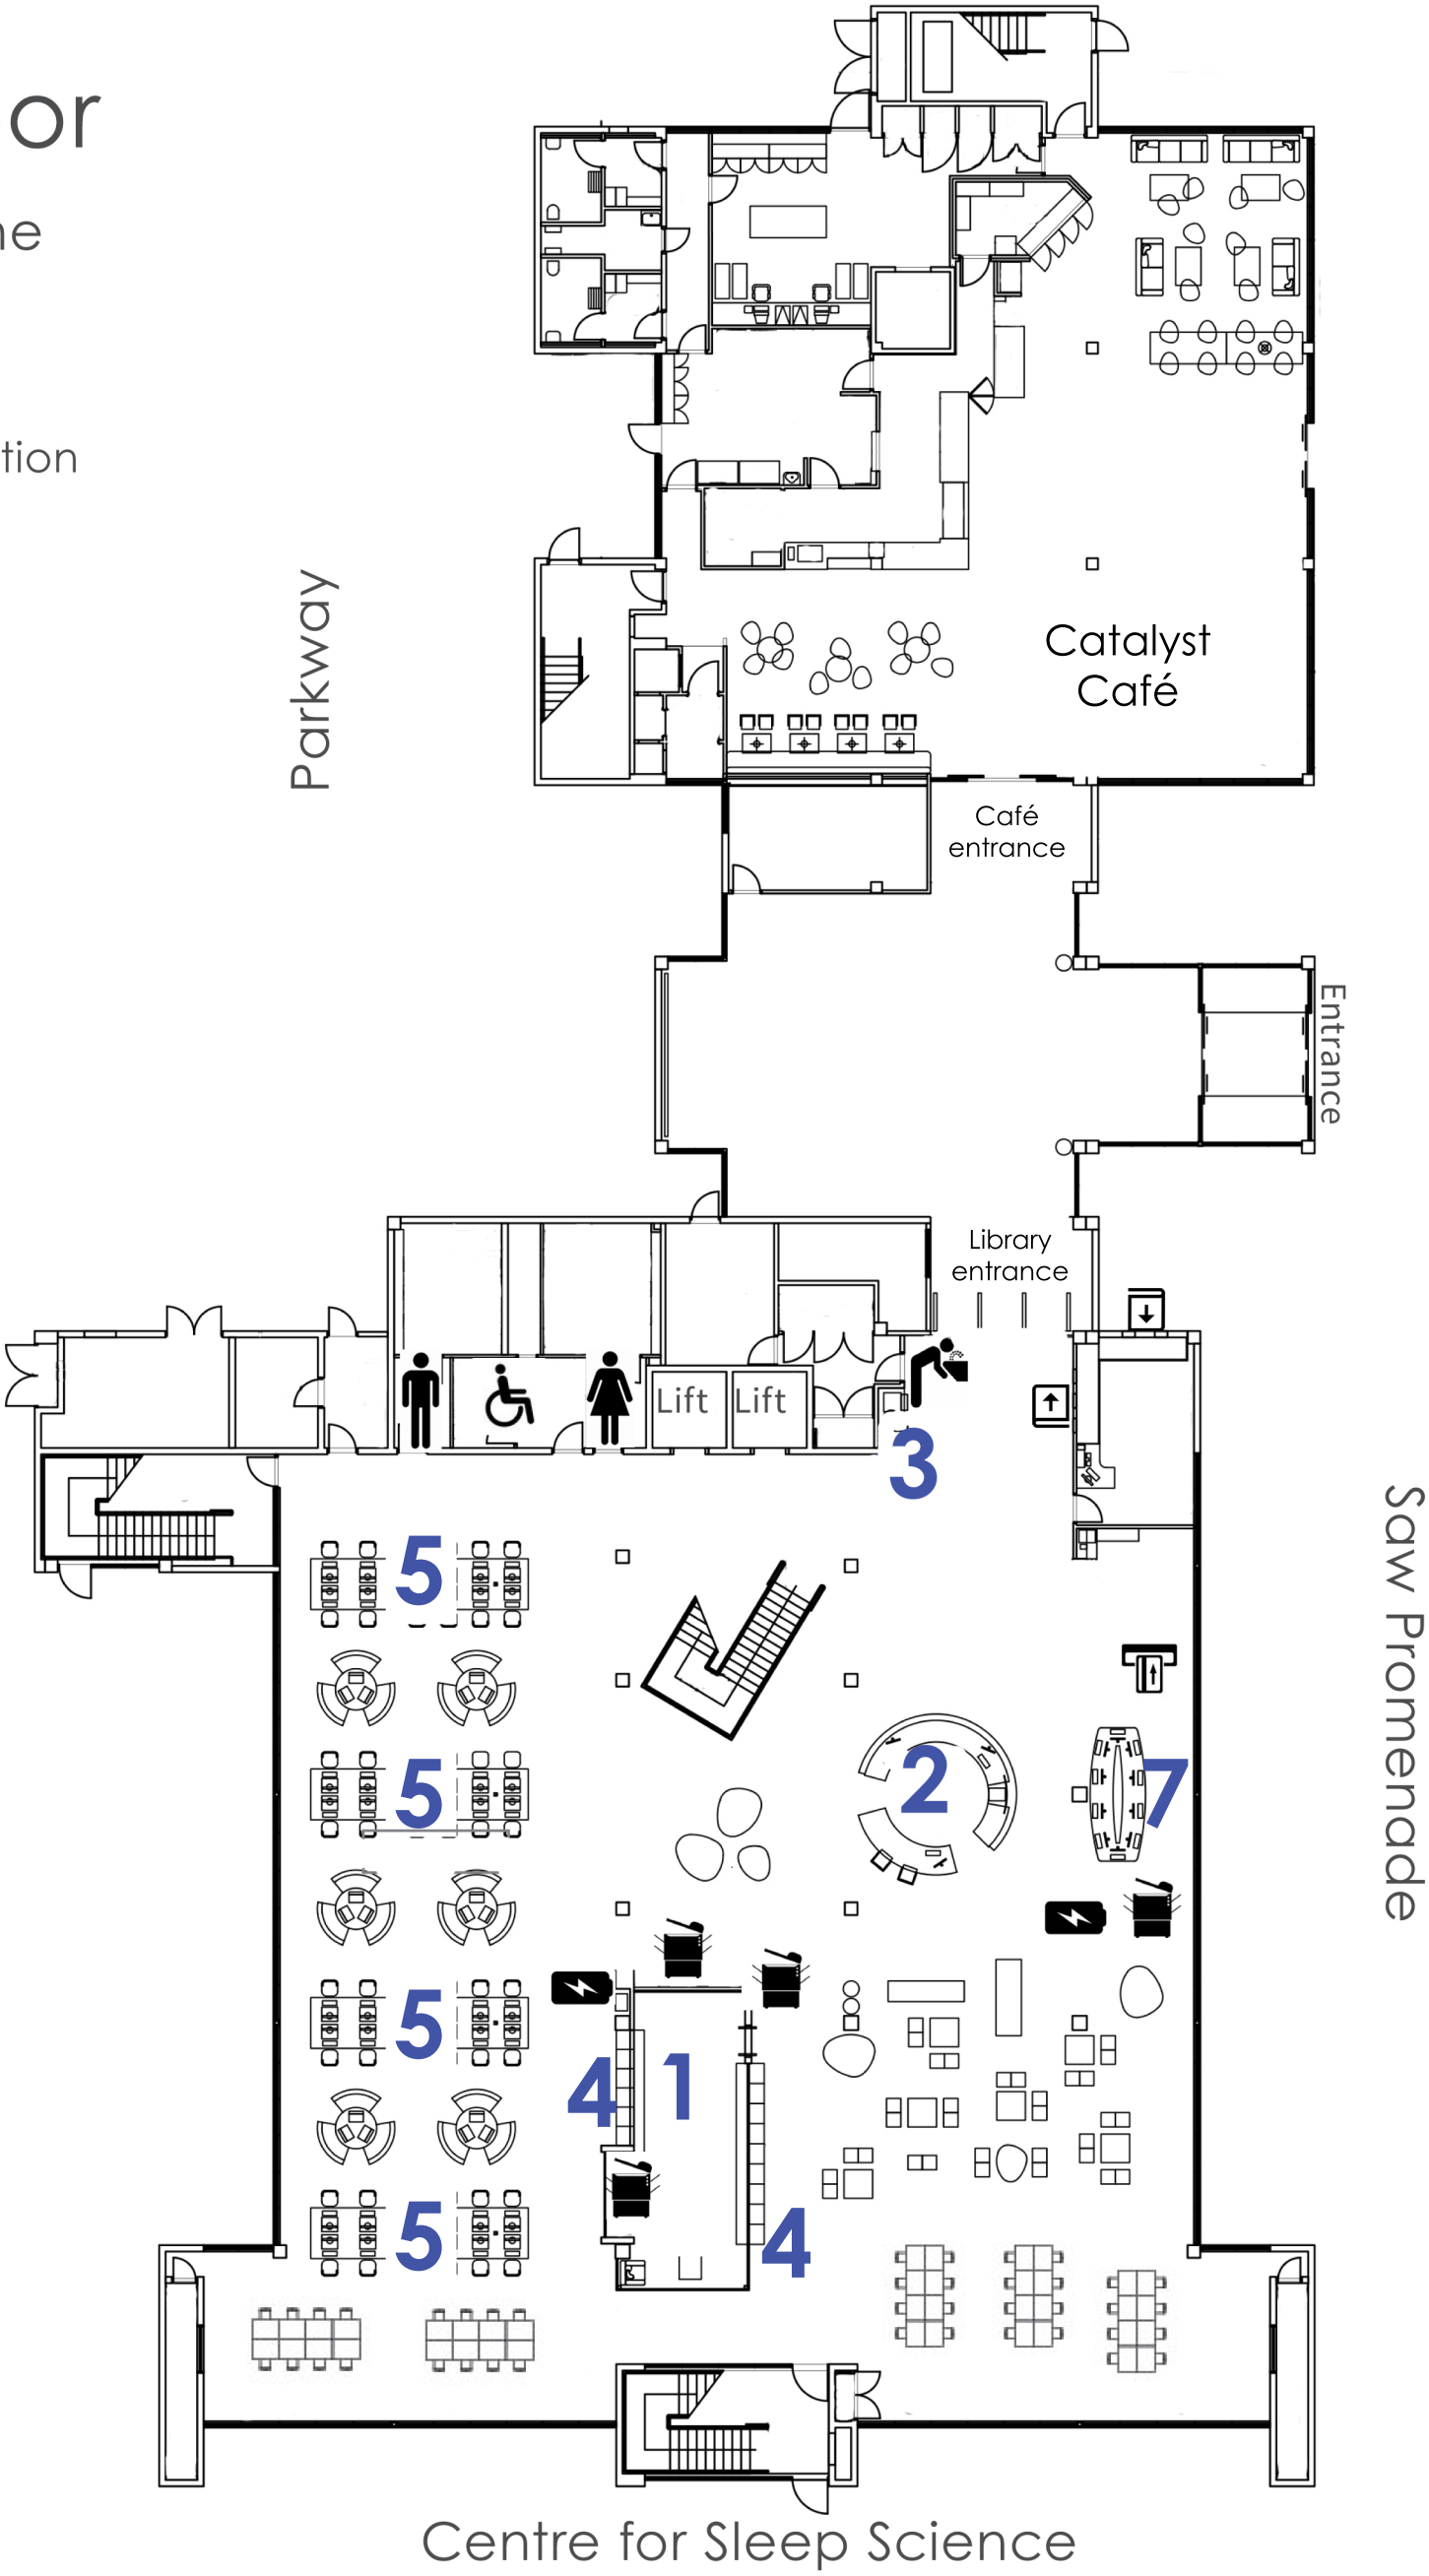 or
ne
tion
Parkway
Catalyst
Café
Café
entrance
Entrance
Library
entrance
Lift
Lift
3
Saw Promenade
5
2
7
5
5
4
1
5
4
Centre for Sleep Science